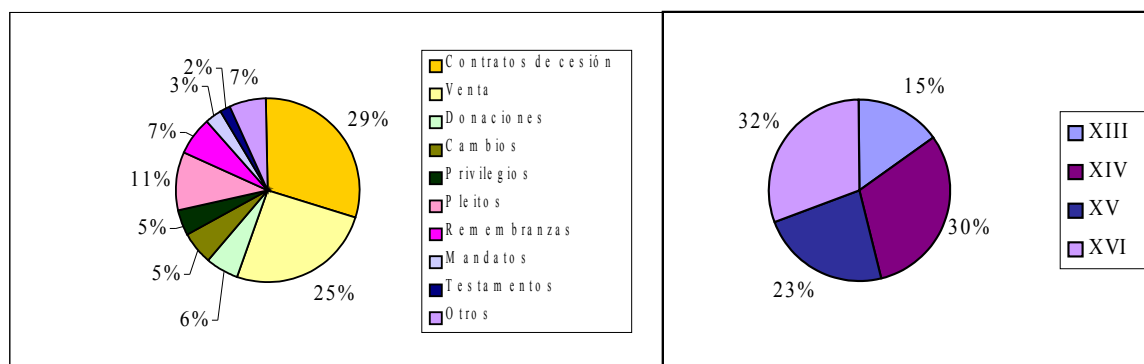 2%
7%
3%
29%
7%
11%
5%
5%
6%
25%
Contratos de cesión
Venta
Donaciones
Cambios
Privilegios
Pleitos
Remembranzas
Mandatos
Testamentos
Otros
15%
32%
30%
23%
XIII
XIV
XV
XVI